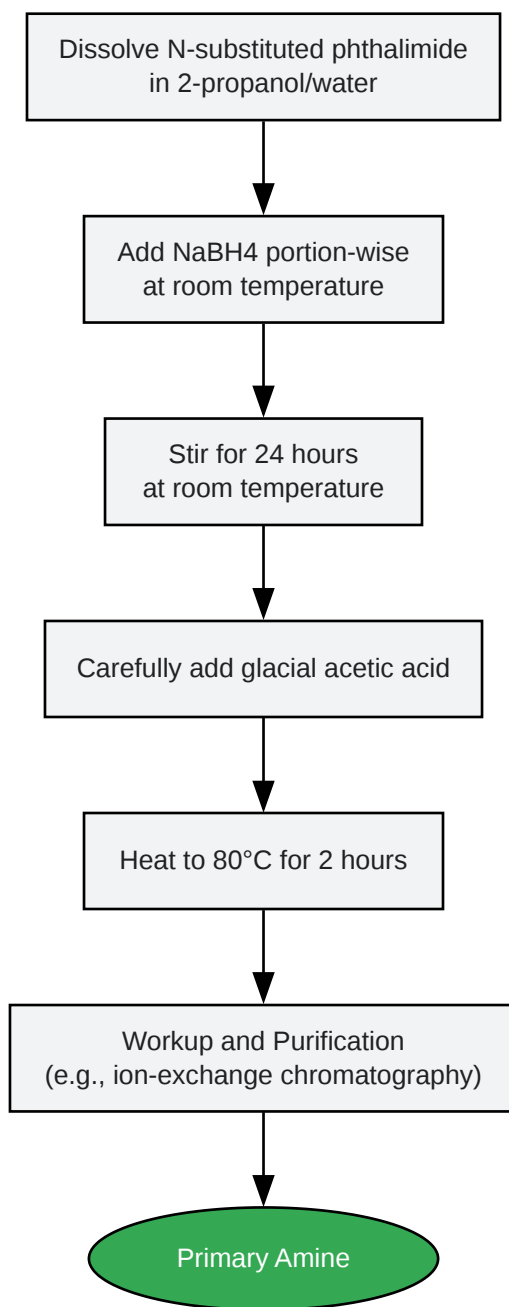 Dissolve N-substituted phthalimide
in 2-propanol/water
Add NaBH4 portion-wise
at room temperature
Stir for 24 hours
at room temperature
Carefully add glacial acetic acid
Heat to 80°C for 2 hours
Workup and Purification
(e.g., ion-exchange chromatography)
Primary Amine